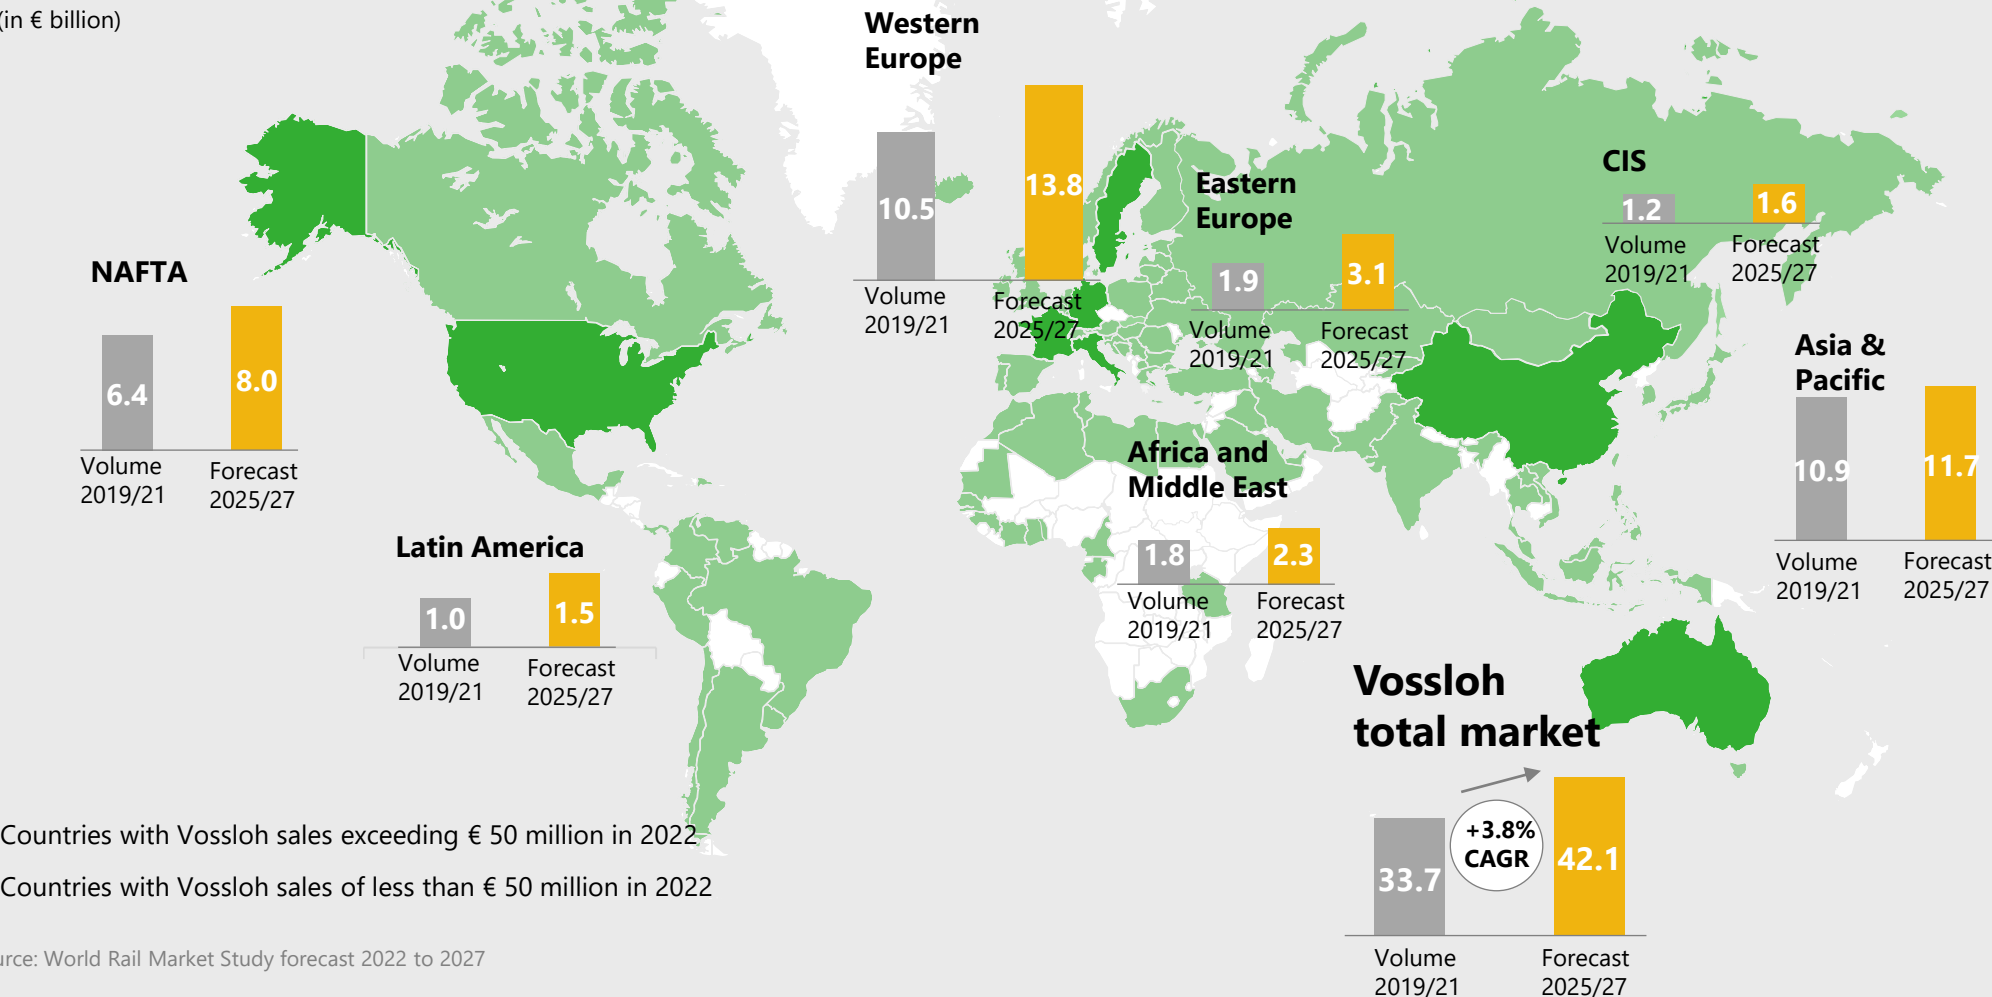 (in € billion)
Western
Europe
10.5
13.8
Volume
2019/21
Forecast
2025/27
Eastern
Europe
1.9
3.1
Volume
2019/21
Forecast
2025/27
CIS
1.2
1.6
Volume
2019/21
Forecast
2025/27
NAFTA
6.4
8.0
Volume
2019/21
Forecast
2025/27
Asia &
Pacific
10.9
11.7
Volume
2019/21
Forecast
2025/27
Africa and
Middle East
1.8
2.3
Volume
2019/21
Forecast
2025/27
Latin America
1.0
1.5
Volume
2019/21
Forecast
2025/27
Vossloh
total market
+3.8%
CAGR
33.7
42.1
Volume
2019/21
Forecast
2025/27
Countries with Vossloh sales exceeding € 50 million in 2022
Countries with Vossloh sales of less than € 50 million in 2022
urce: World Rail Market Study forecast 2022 to 2027